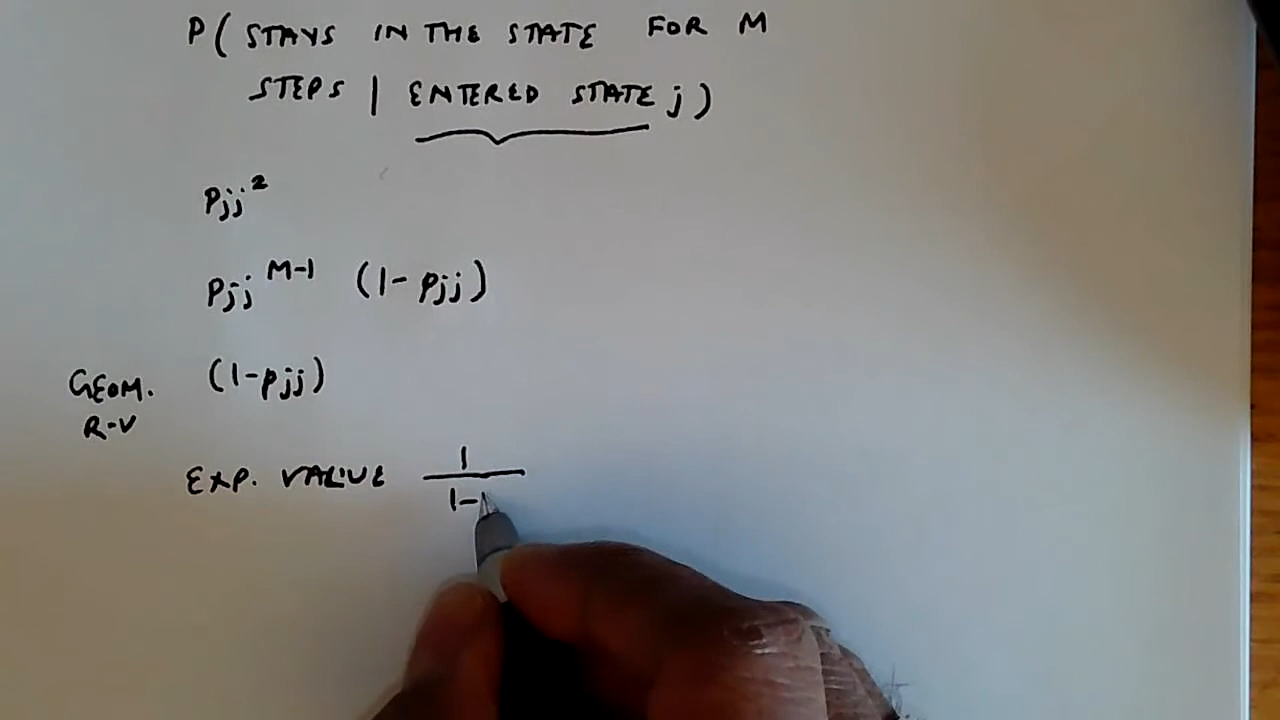 P( STAYS IN THE STATE FOR M
STEPS | ENTERED STATE j)
Pjj²
Pjj^M-1 (1-Pjj)
GEOM. (1-Pjj)
R-V
EXP. VALUE 1
1-